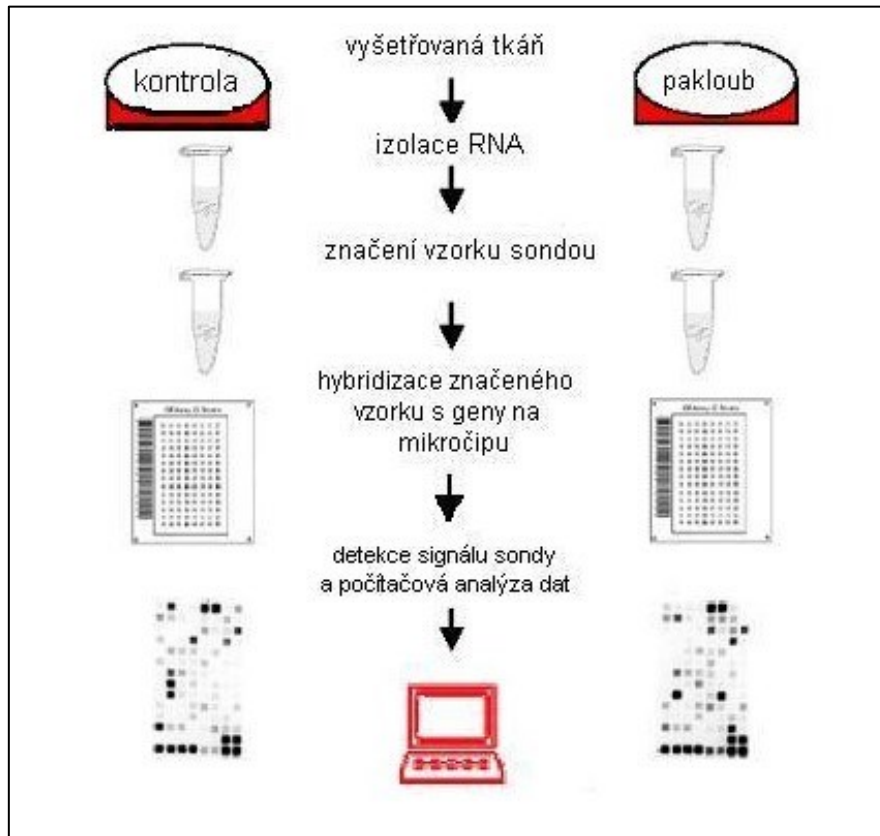 vyšetřovaná tkáň
kontrola
pakloub
izolace RNA
značení vzorku sondou
hybridizace značeného
vzorku s geny na
mikročipu
detekce signálu sondy
a počítačová analýza dat